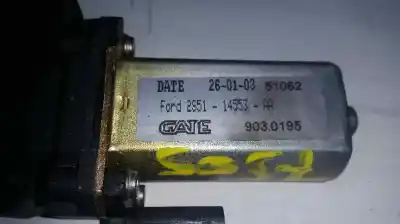 DATE 26-01-03 51062
Ford 2S51 - 14553 - AA
GATE 903.0195